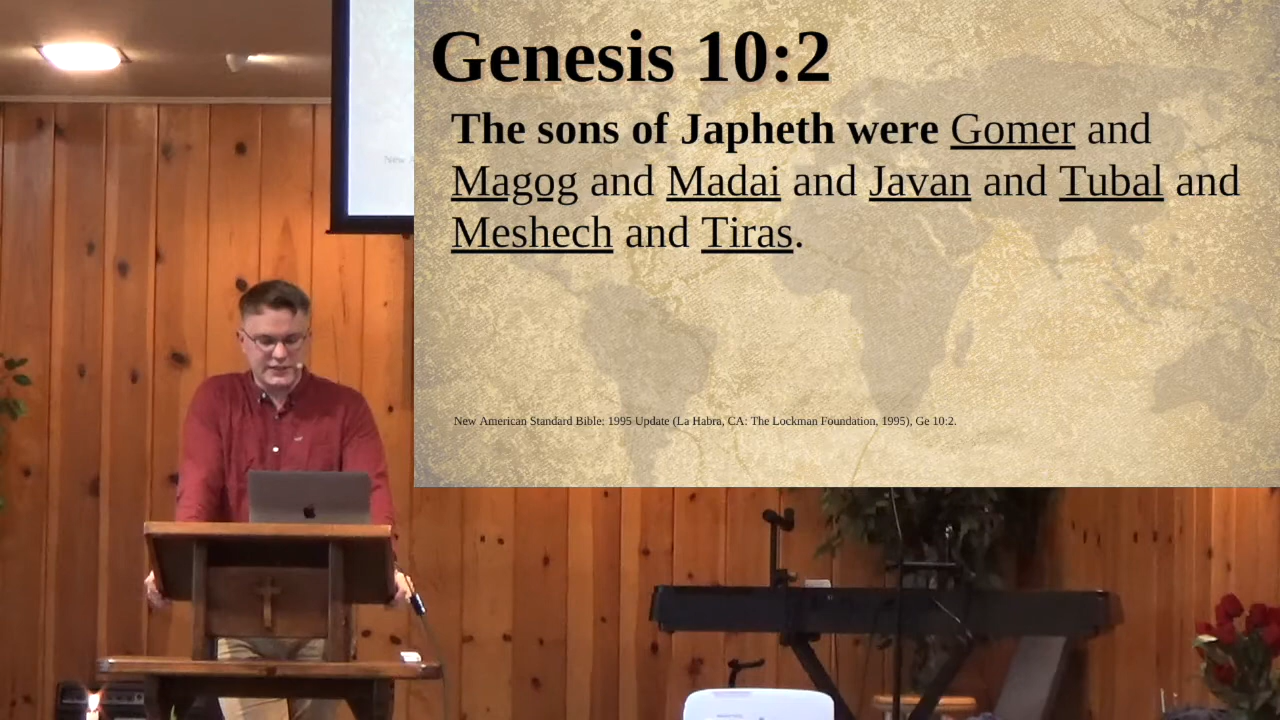 Genesis 10:2
The sons of Japheth were Gomer and
Magog and Madai and Javan and Tubal and
Meshech and Tiras.
New American Standard Bible: 1995 Update (La Habra, CA: The Lockman Foundation, 1995), Ge 10:2.